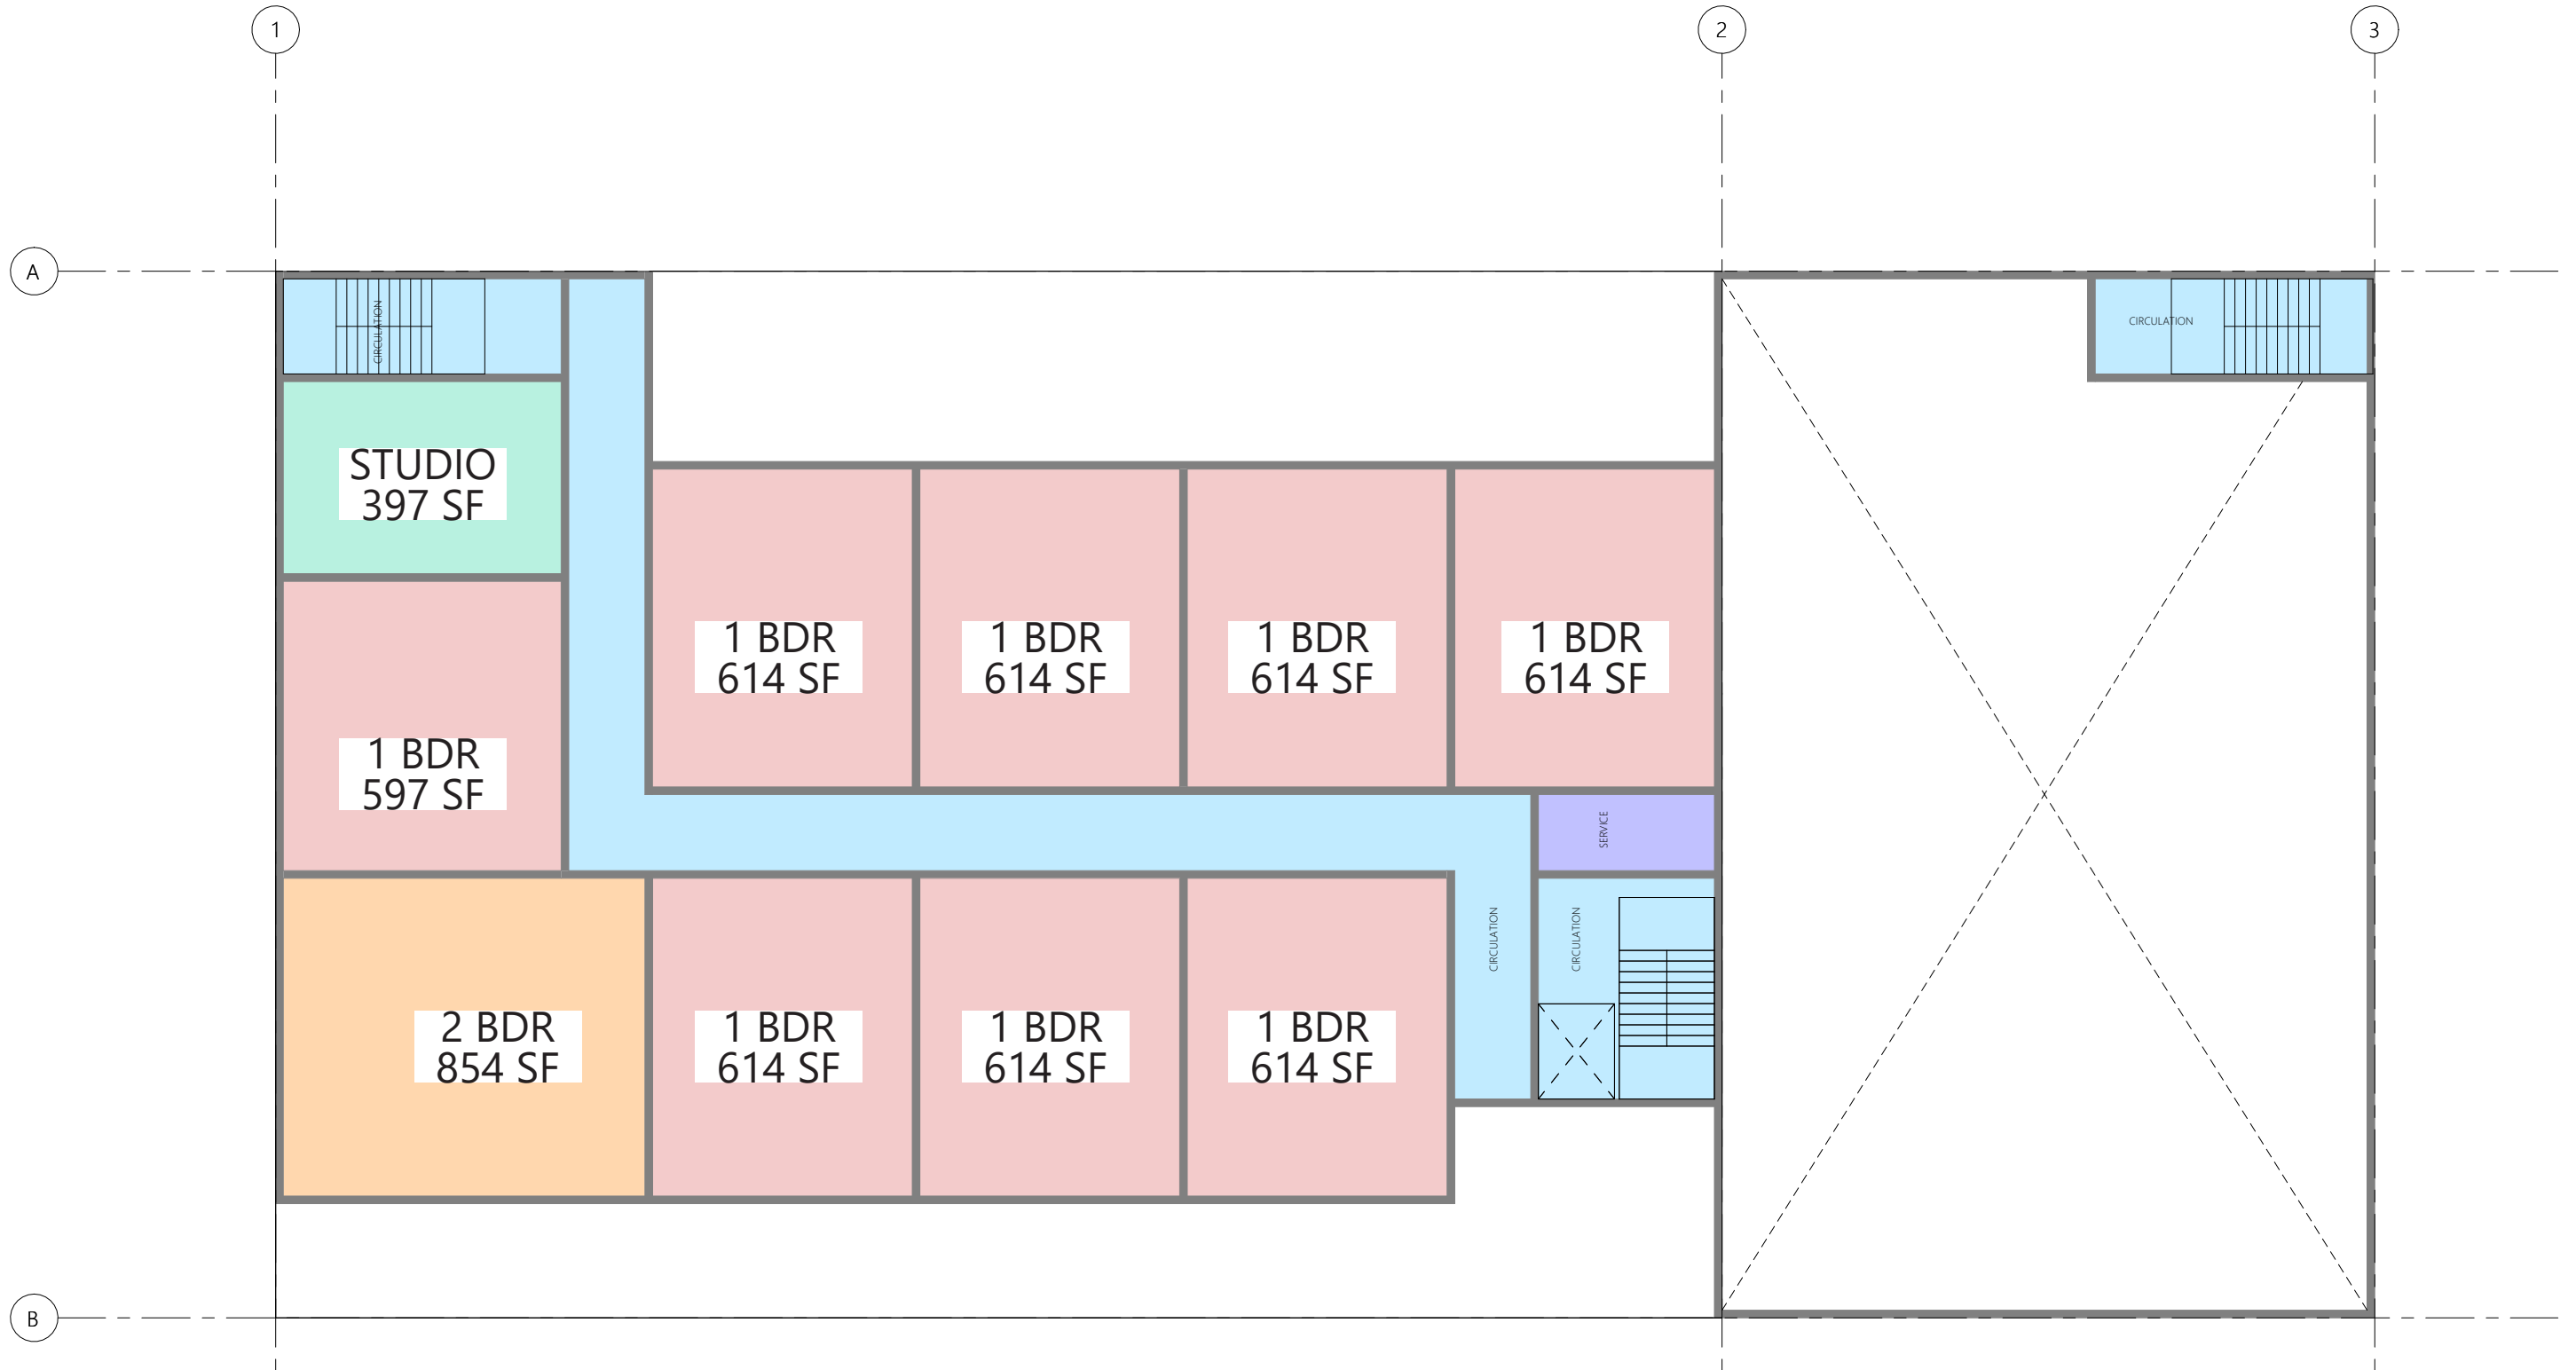 1
2
3
A
CIRCULATION
CIRCULATION
STUDIO
397 SF
1 BDR
614 SF
1 BDR
614 SF
1 BDR
614 SF
1 BDR
614 SF
1 BDR
597 SF
SERVICE
CIRCULATION
CIRCULATION
2 BDR
854 SF
1 BDR
614 SF
1 BDR
614 SF
1 BDR
614 SF
B